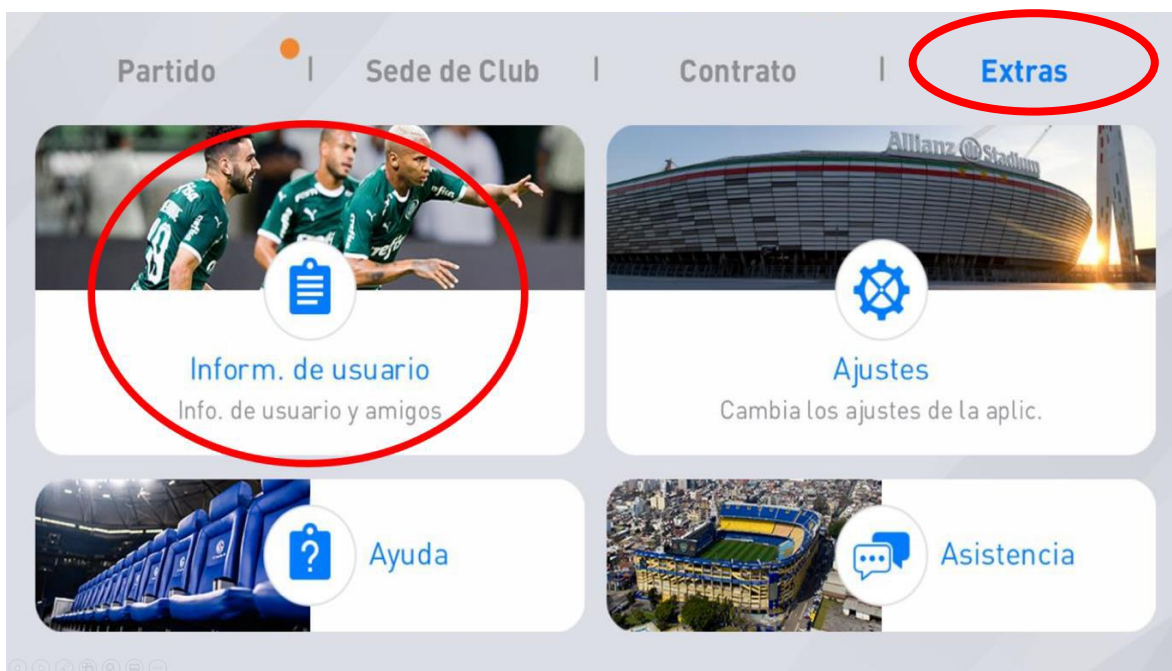 Partido | Sede de Club | Contrato | Extras
Allianz Stadium
Inform. de usuario
Info. de usuario y amigos
Ajustes
Cambia los ajustes de la aplic.
? Ayuda
Asistencia